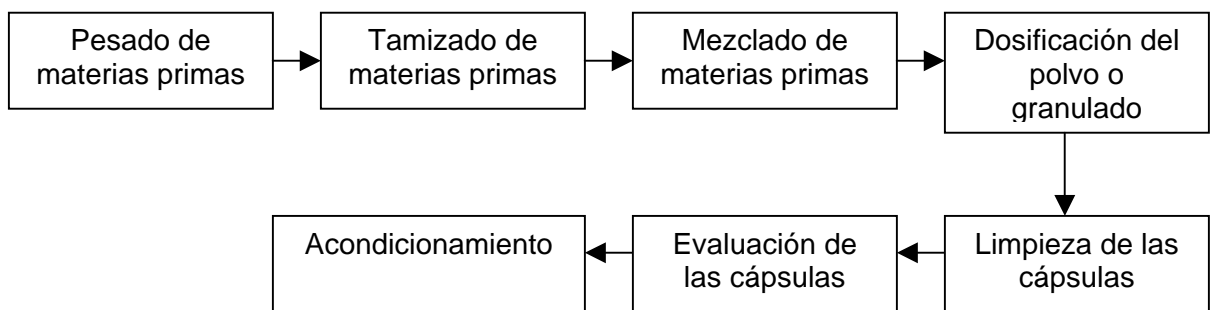 Pesado de
materias primas
Tamizado de
materias primas
Mezclado de
materias primas
Dosificación del
polvo o
granulado
Limpieza de las
cápsulas
Evaluación de
las cápsulas
Acondicionamiento